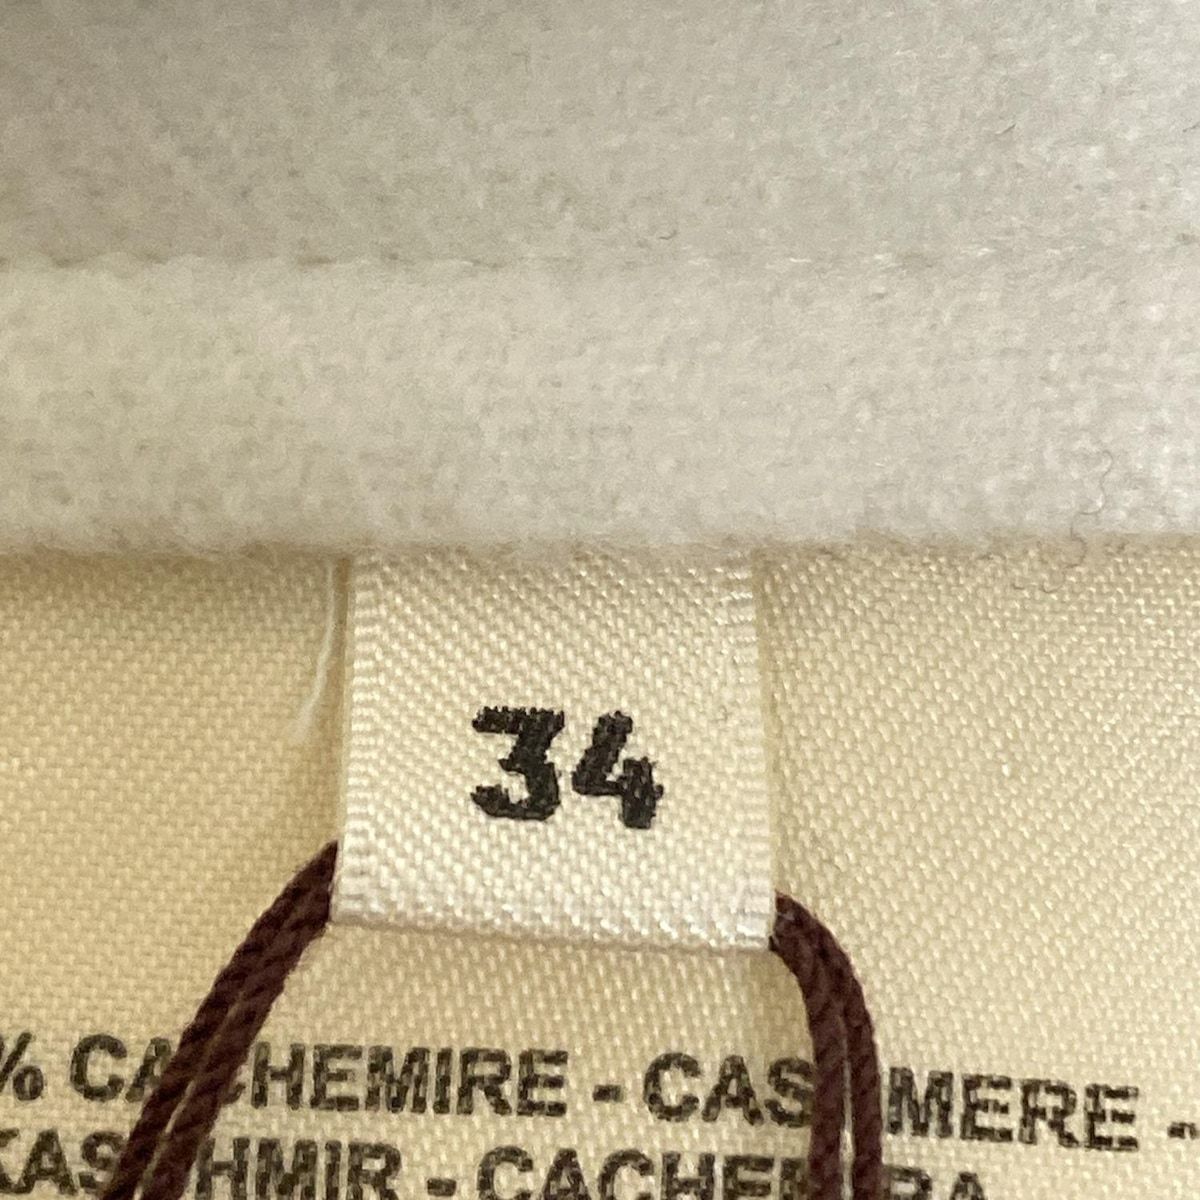 34
% CACHEMIRE - CASHMERE -
KASCHMIR - CACHEMIRA